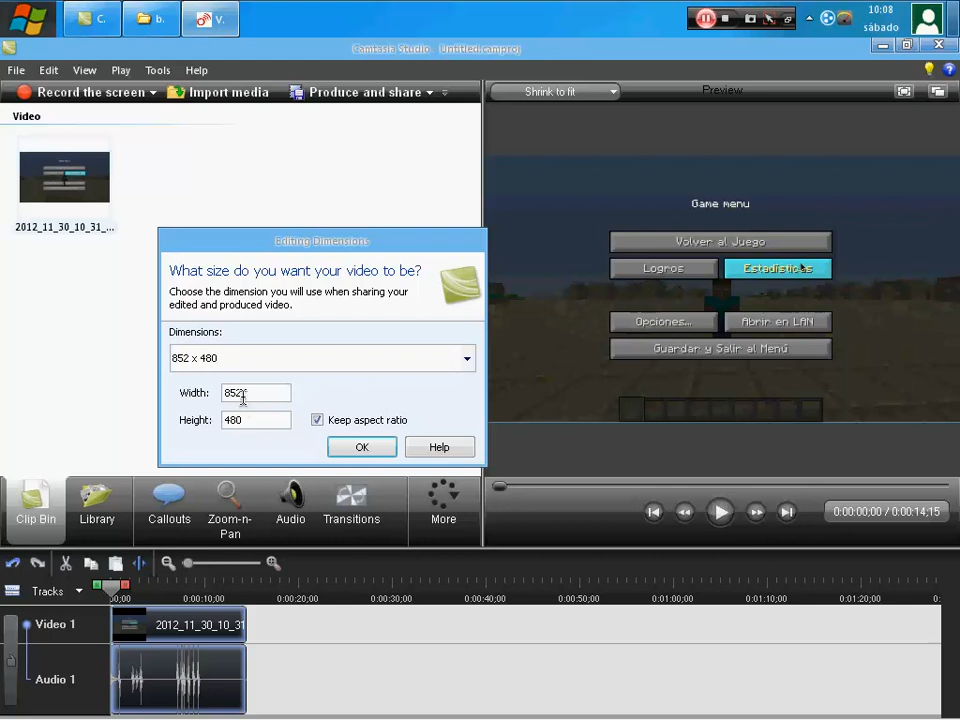 C.
b.
V.
10:08
sábado
Camtasia Studio - Untitled.camproj
File Edit View Play Tools Help
Record the screen Import media Produce and share
Shrink to fit
Preview
Video
2012_11_30_10_31_...
Game menu
Volver al Juego
Logros Estadísticas
Opciones... Abrir en LAN
Guardar y Salir al Menú
Editing Dimensions
What size do you want your video to be?
Choose the dimension you will use when sharing your
edited and produced video.
Dimensions:
852 x 480
Width: 852
Height: 480 Keep aspect ratio
OK Help
Clip Bin Library Callouts Zoom-n-
Pan Audio Transitions More
0:00:00;00 / 0:00:14;15
Tracks
00;00 0:00:10;00 0:00:20;00 0:00:30;00 0:00:40;00 0:00:50;00 0:01:00;00 0:01:10;00 0:01:20;00 0:
Video 1 2012_11_30_10_31
Audio 1